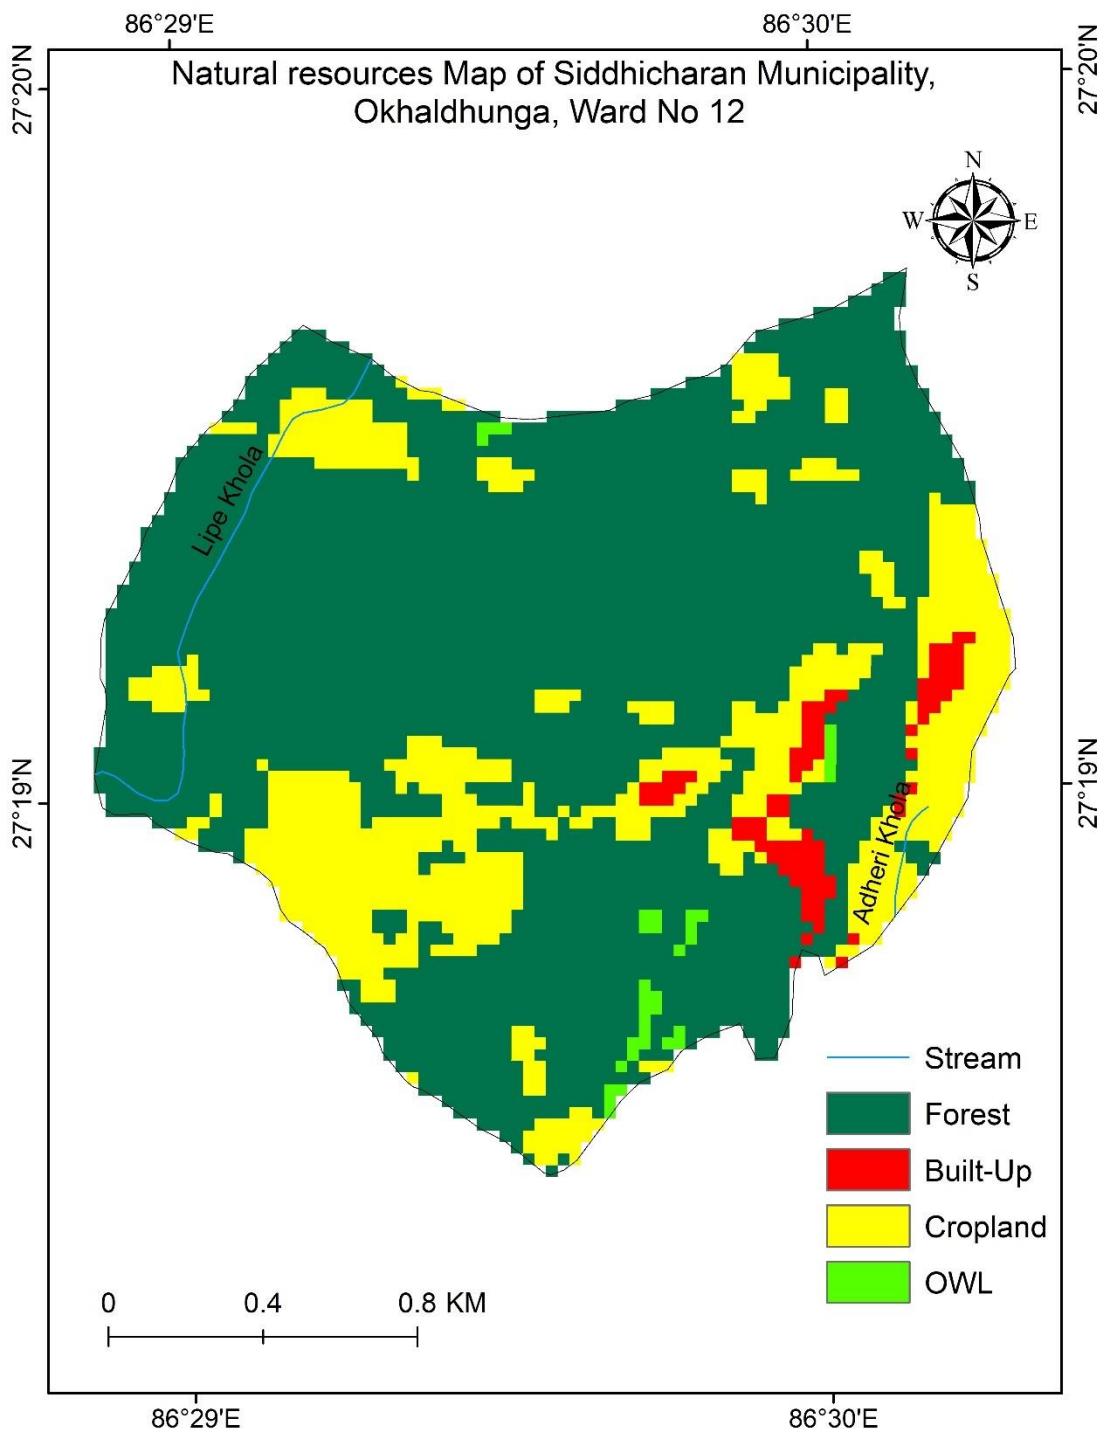 86°29'E
86°30'E
27°20'N
27°20'N
Natural resources Map of Siddhicharan Municipality,
Okhaldhunga, Ward No 12
N
W
E
S
Lipe Khola
27°19'N
27°19'N
Adheri Khola
Stream
Forest
Built-Up
Cropland
OWL
0 0.4 0.8 KM
86°29'E
86°30'E